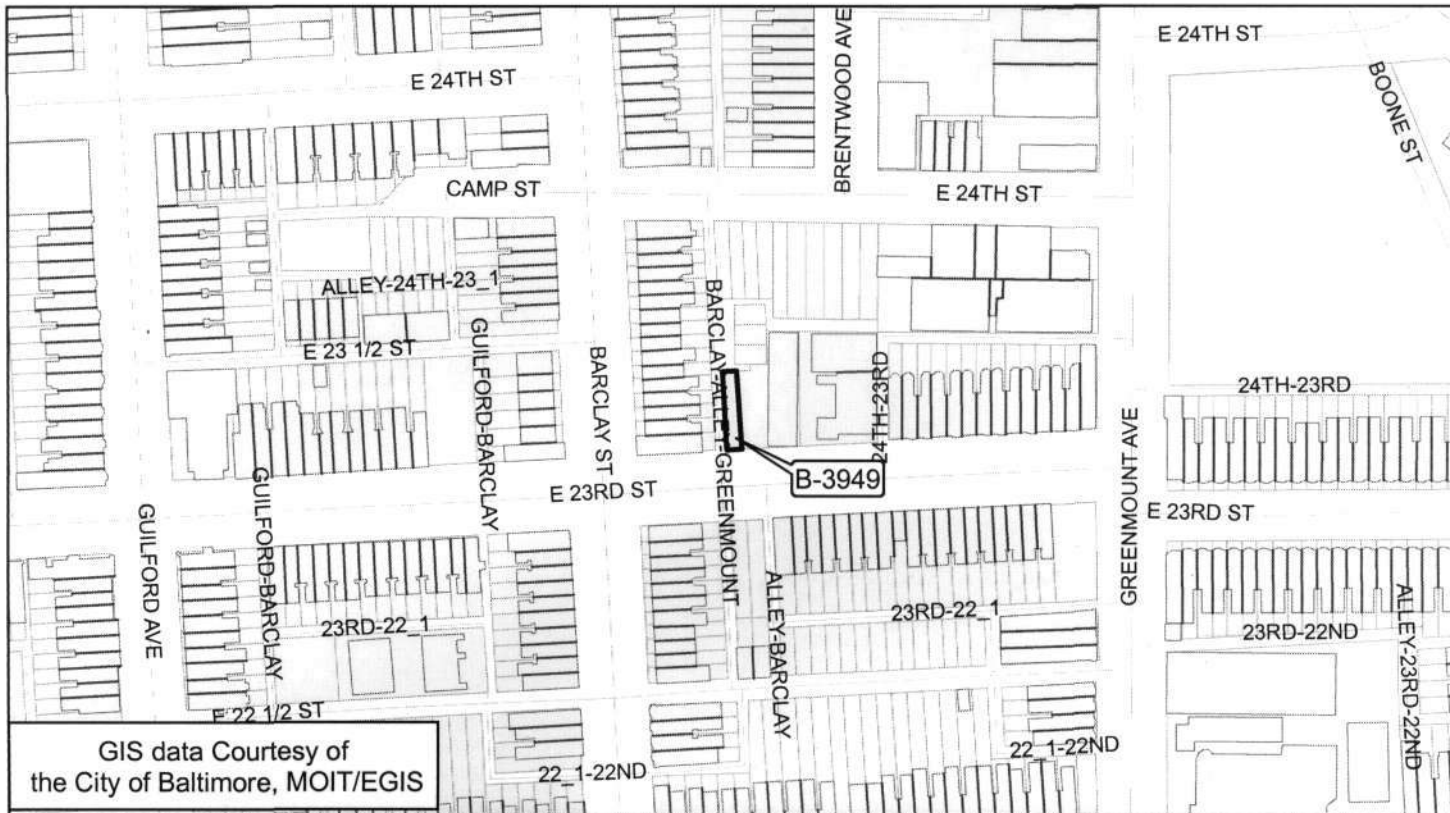 E 24TH ST
E 24TH ST
BRENTWOOD AVE
BOONE ST
CAMP ST
E 24TH ST
ALLEY-24TH-23_1
E 23 1/2 ST
GUILFORD-BARCLAY
BARCLAY ST
BARCLAY-ALLEY-GREENMOUNT
24TH-23RD
24TH-23RD
GREENMOUNT AVE
B-3949
E 23RD ST
E 23RD ST
GUILFORD AVE
GUILFORD-BARCLAY
23RD-22_1
ALLEY-BARCLAY
23RD-22_1
23RD-22ND
ALLEY-23RD-22ND
E 22 1/2 ST
22_1-22ND
22_1-22ND
GIS data Courtesy of
the City of Baltimore, MOIT/EGIS